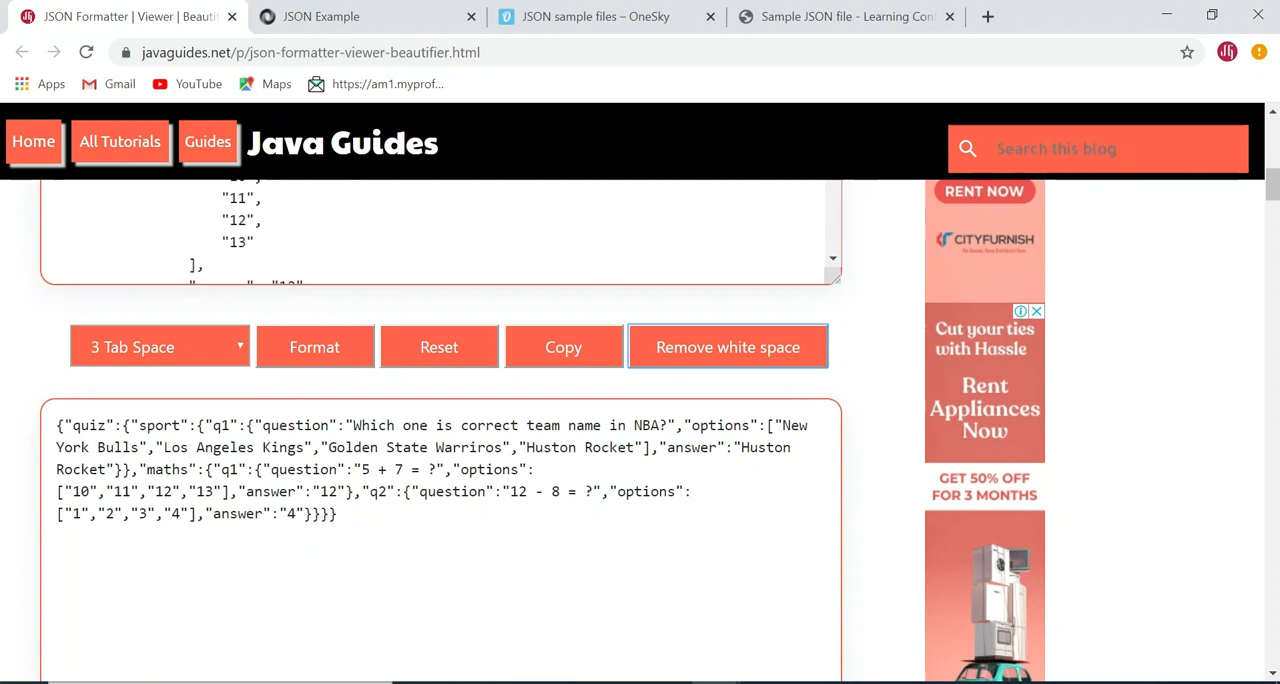 JSON Formatter | Viewer | Beauti
JSON Example
JSON sample files – OneSky
Sample JSON file - Learning Con
javaguides.net/p/json-formatter-viewer-beautifier.html
Apps
Gmail
YouTube
Maps
https://am1.myprof...
Home
All Tutorials
Guides
Java Guides
Search this blog
"11",
"12",
"13"
],
RENT NOW
CITYFURNISH
3 Tab Space
Format
Reset
Copy
Remove white space
{"quiz":{"sport":{"q1":{"question":"Which one is correct team name in NBA?","options":["New
York Bulls","Los Angeles Kings","Golden State Warriros","Huston Rocket"],"answer":"Huston
Rocket"}},"maths":{"q1":{"question":"5 + 7 = ?","options":
["10","11","12","13"],"answer":"12"},"q2":{"question":"12 - 8 = ?","options":
["1","2","3","4"],"answer":"4"}}}}
Cut your ties
with Hassle
Rent
Appliances
Now
GET 50% OFF
FOR 3 MONTHS